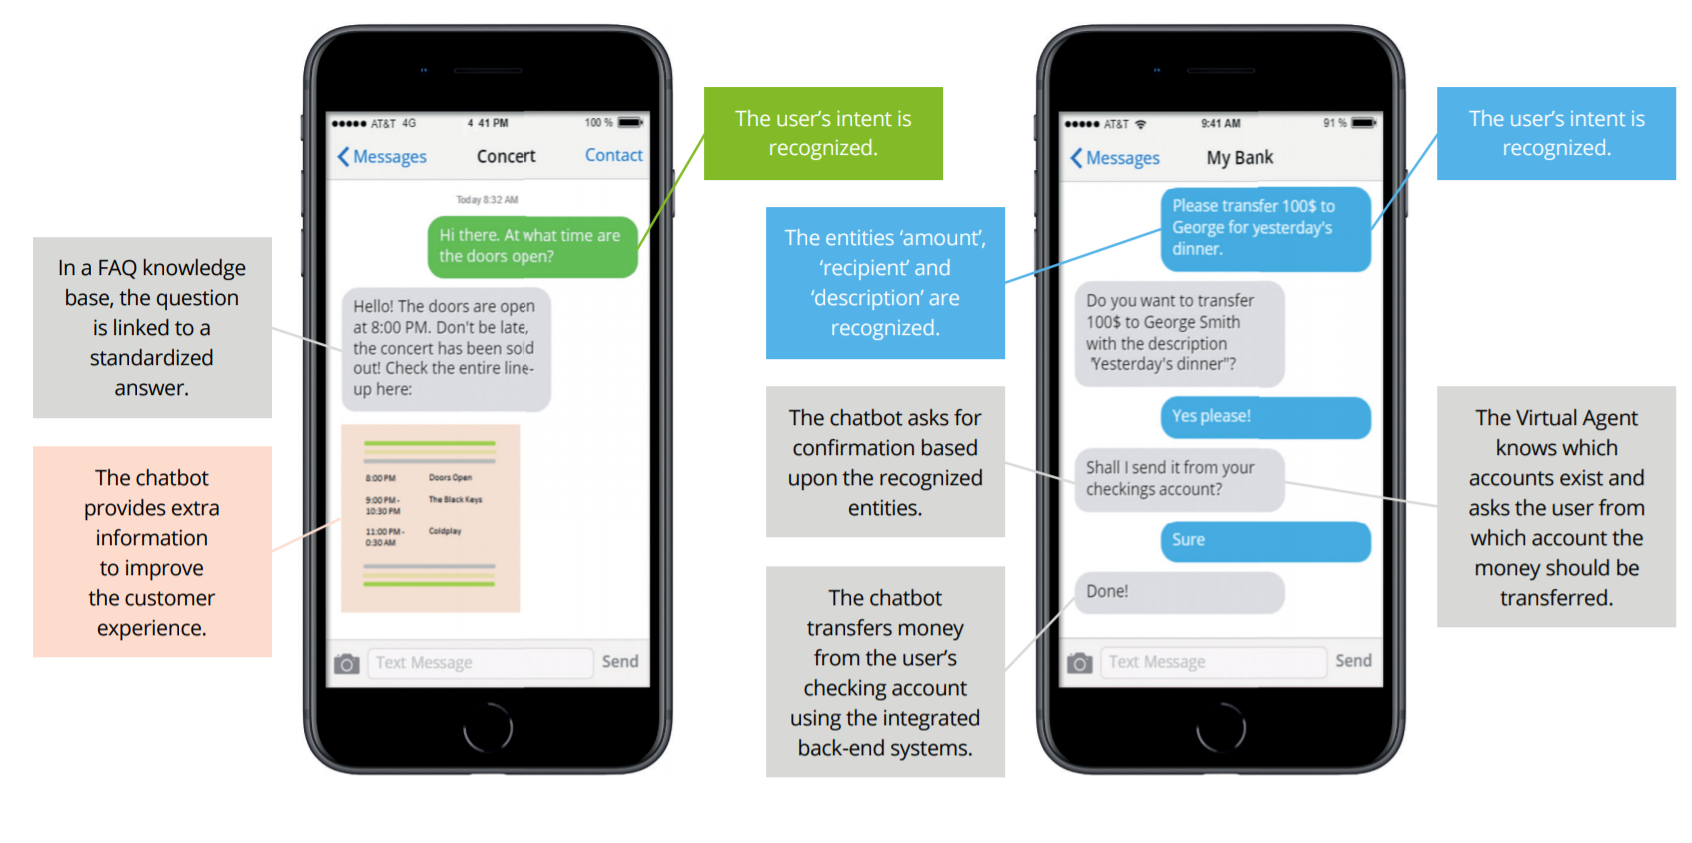 AT&T 4G
4 41 PM
100 %
Messages
Concert
Contact
Today 8:32 AM
Hi there. At what time are
the doors open?
Hello! The doors are open
at 8:00 PM. Don't be late,
the concert has been sold
out! Check the entire line-
up here:
8:00 PM Doors Open
9:00 PM- The Black Keys
10:30 PM
11:00 PM- Coldplay
0:30 AM
Text Message
Send
In a FAQ knowledge
base, the question
is linked to a
standardized
answer.
The chatbot
provides extra
information
to improve
the customer
experience.
The user’s intent is
recognized.
AT&T
9:41 AM
91 %
Messages
My Bank
Please transfer 100$ to
George for yesterday's
dinner.
Do you want to transfer
100$ to George Smith
with the description
"Yesterday's dinner"?
Yes please!
Shall I send it from your
checkings account?
Sure
Done!
Text Message
Send
The user’s intent is
recognized.
The entities ‘amount’,
‘recipient’ and
‘description’ are
recognized.
The chatbot asks for
confirmation based
upon the recognized
entities.
The chatbot
transfers money
from the user’s
checking account
using the integrated
back-end systems.
The Virtual Agent
knows which
accounts exist and
asks the user from
which account the
money should be
transferred.